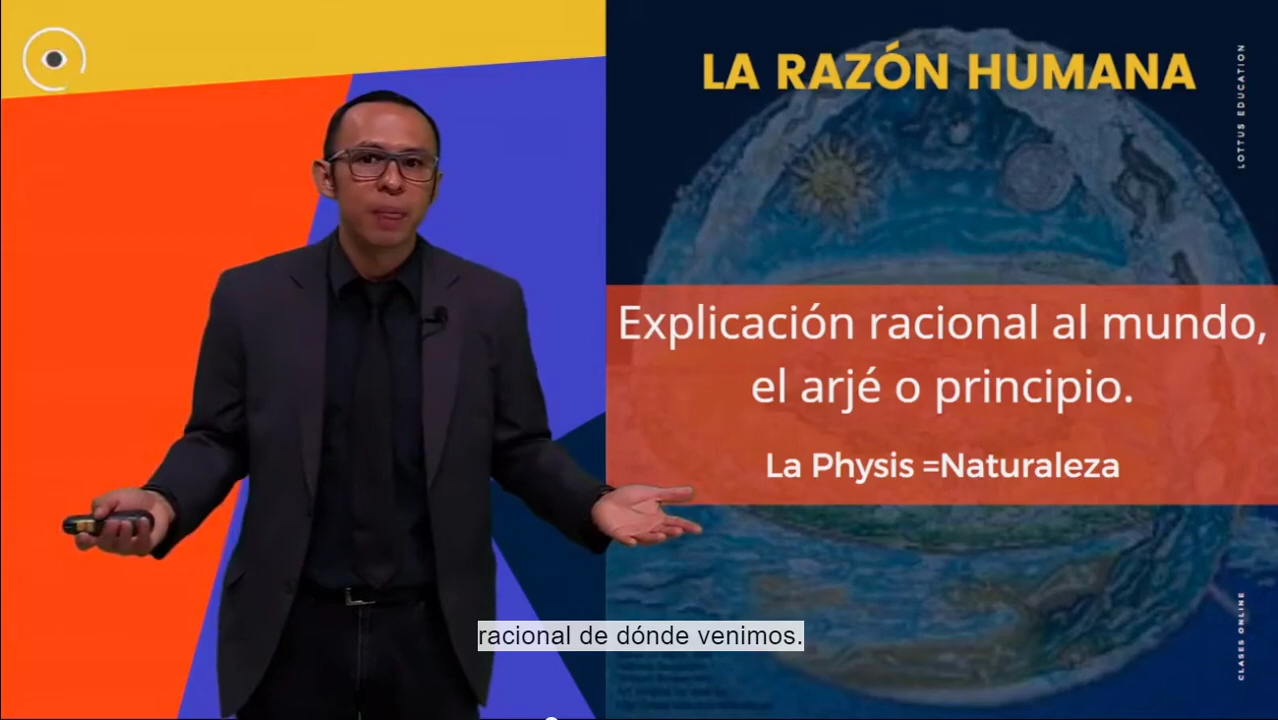 LA RAZÓN HUMANA
LOTTUS EDUCATION
Explicación racional al mundo,
el arjé o principio.
La Physis =Naturaleza
racional de dónde venimos.
CLASES ONLINE